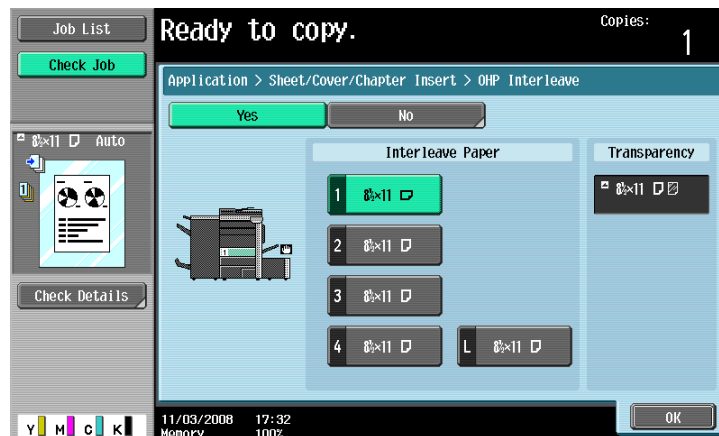 Job List
Ready to copy.
Copies:
1
Check Job
Application > Sheet/Cover/Chapter Insert > OHP Interleave
Yes
No
8½×11 Auto
Interleave Paper
Transparency
1 8½×11
8½×11
1
2 8½×11
Check Details
3 8½×11
4 8½×11
L 8½×11
OK
Y M C K
11/03/2008 17:32
Memory 100%